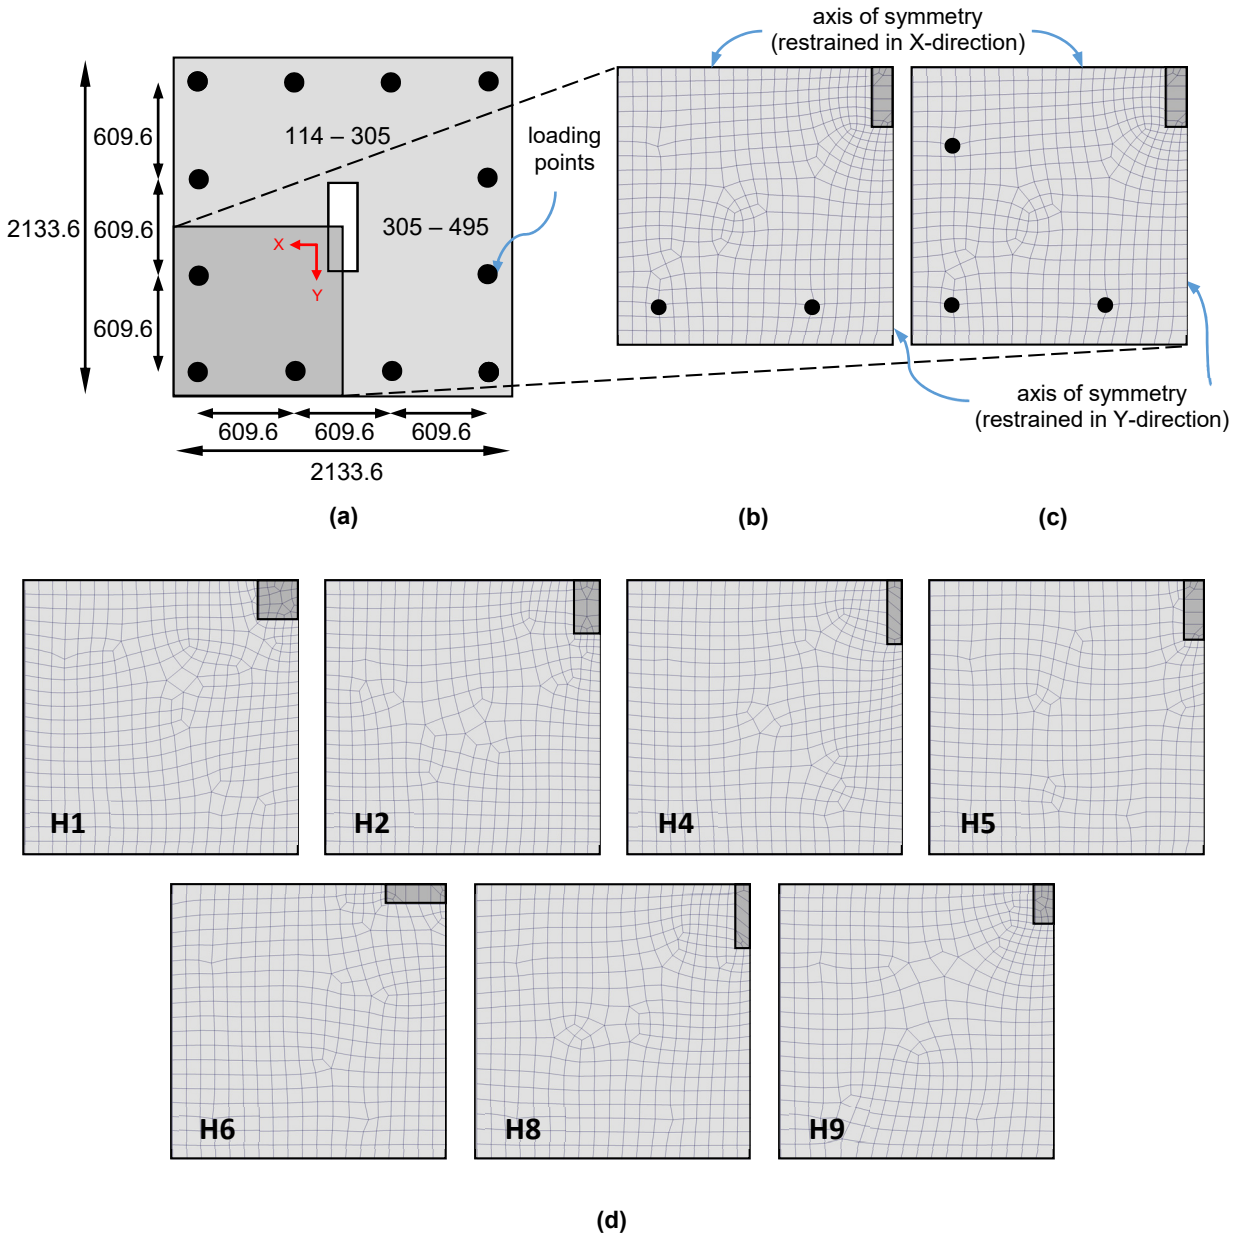 axis of symmetry
(restrained in X-direction)
609.6
114 – 305
loading
points
2133.6
609.6
305 – 495
X
Y
609.6
axis of symmetry
(restrained in Y-direction)
609.6
609.6
609.6
2133.6
(a)
(b)
(c)
H1
H2
H4
H5
H6
H8
H9
(d)